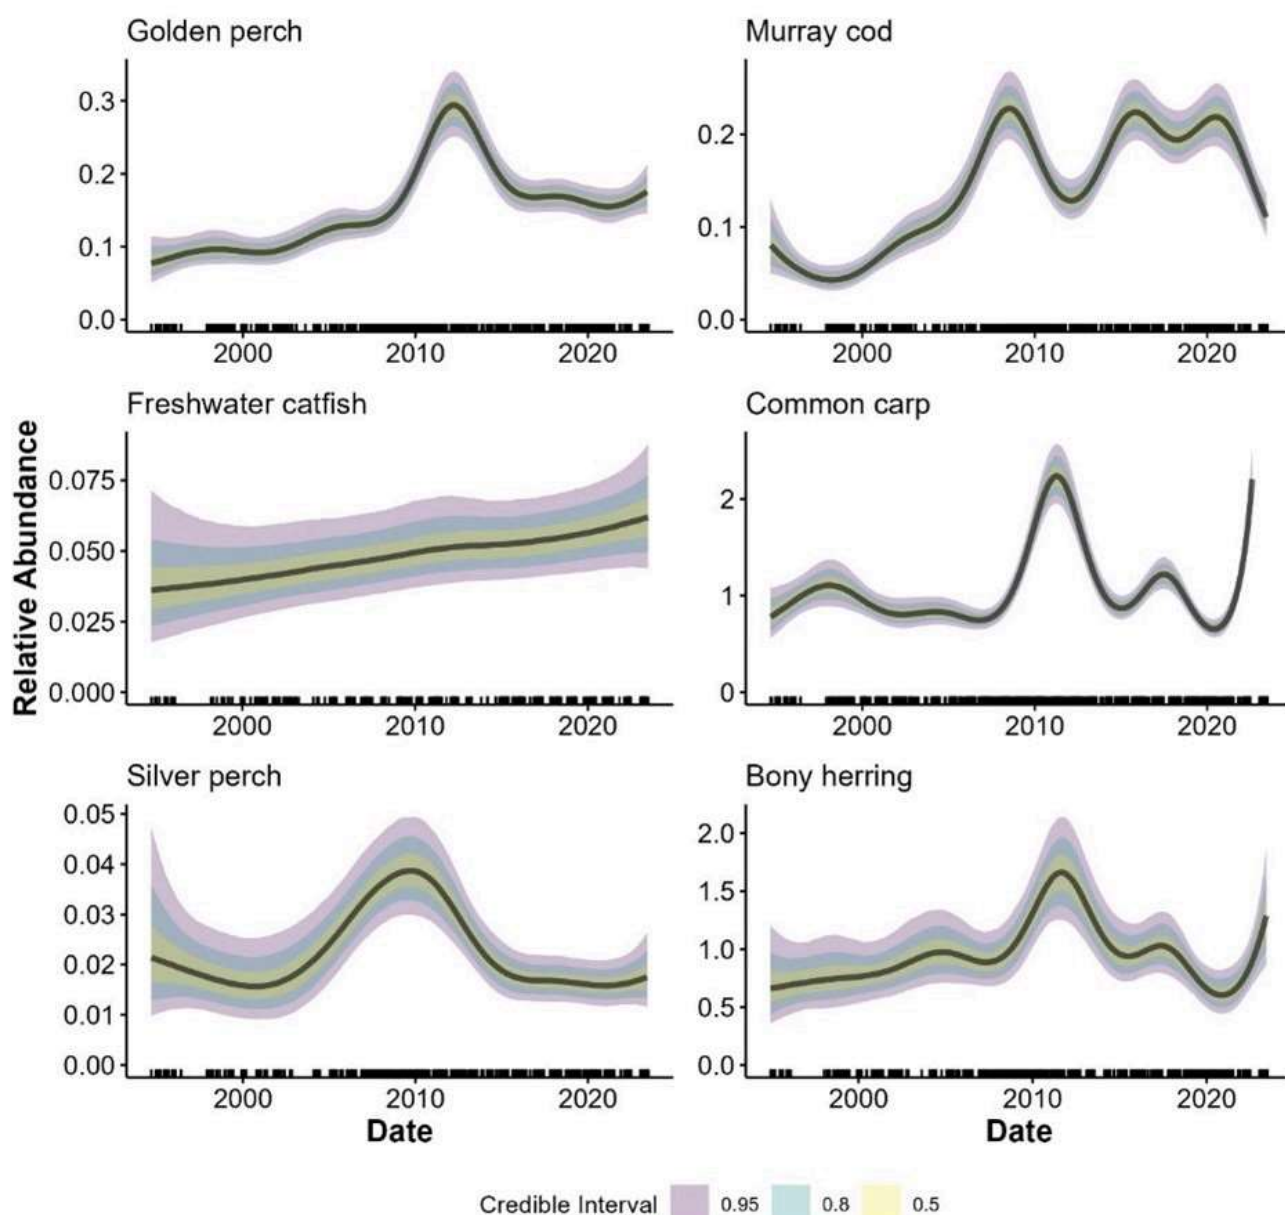 Golden perch
0.3
0.2
0.1
0.0
2000 2010 2020
Murray cod
0.2
0.1
0.0
2000 2010 2020
Relative Abundance
Freshwater catfish
0.075
0.050
0.025
0.000
2000 2010 2020
Common carp
2
1
0
2000 2010 2020
Silver perch
0.05
0.04
0.03
0.02
0.01
0.00
2000 2010 2020
Date
Bony herring
2.0
1.5
1.0
0.5
0.0
2000 2010 2020
Date
Credible Interval 0.95 0.8 0.5